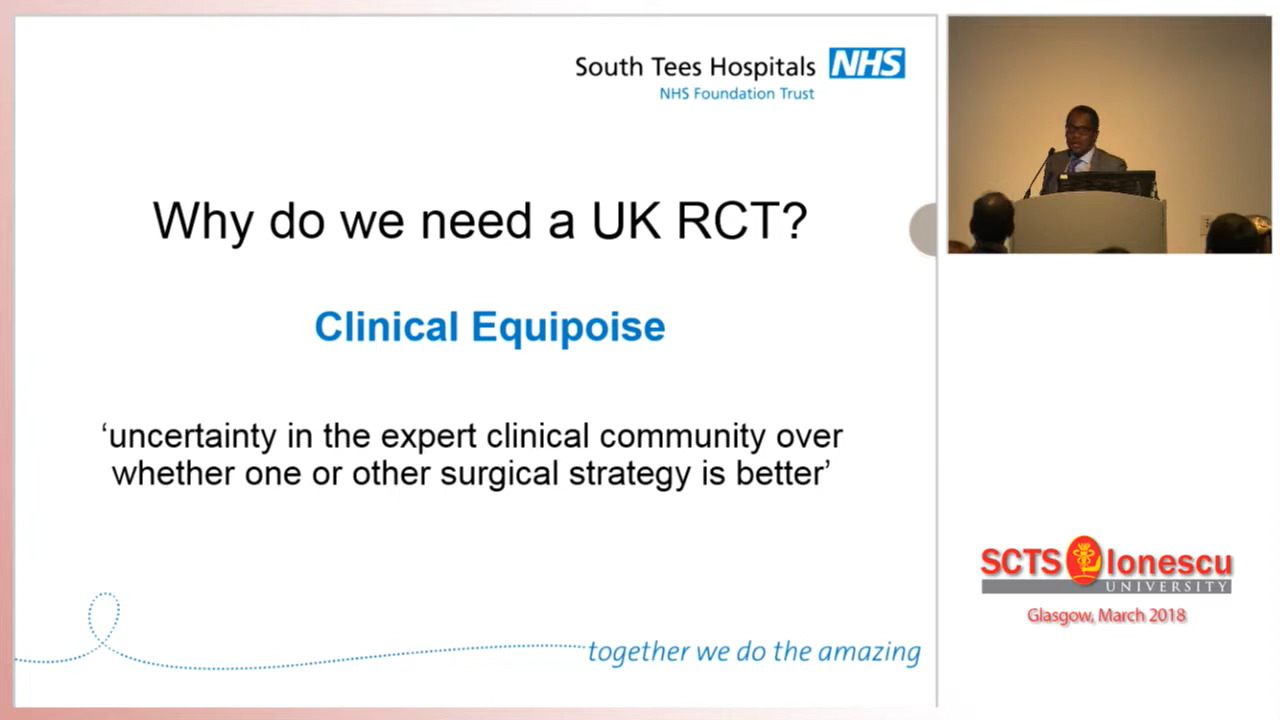 South Tees Hospitals NHS
NHS Foundation Trust
Why do we need a UK RCT?
Clinical Equipoise
‘uncertainty in the expert clinical community over
whether one or other surgical strategy is better’
together we do the amazing
SCTS Ionescu
UNIVERSITY
Glasgow, March 2018